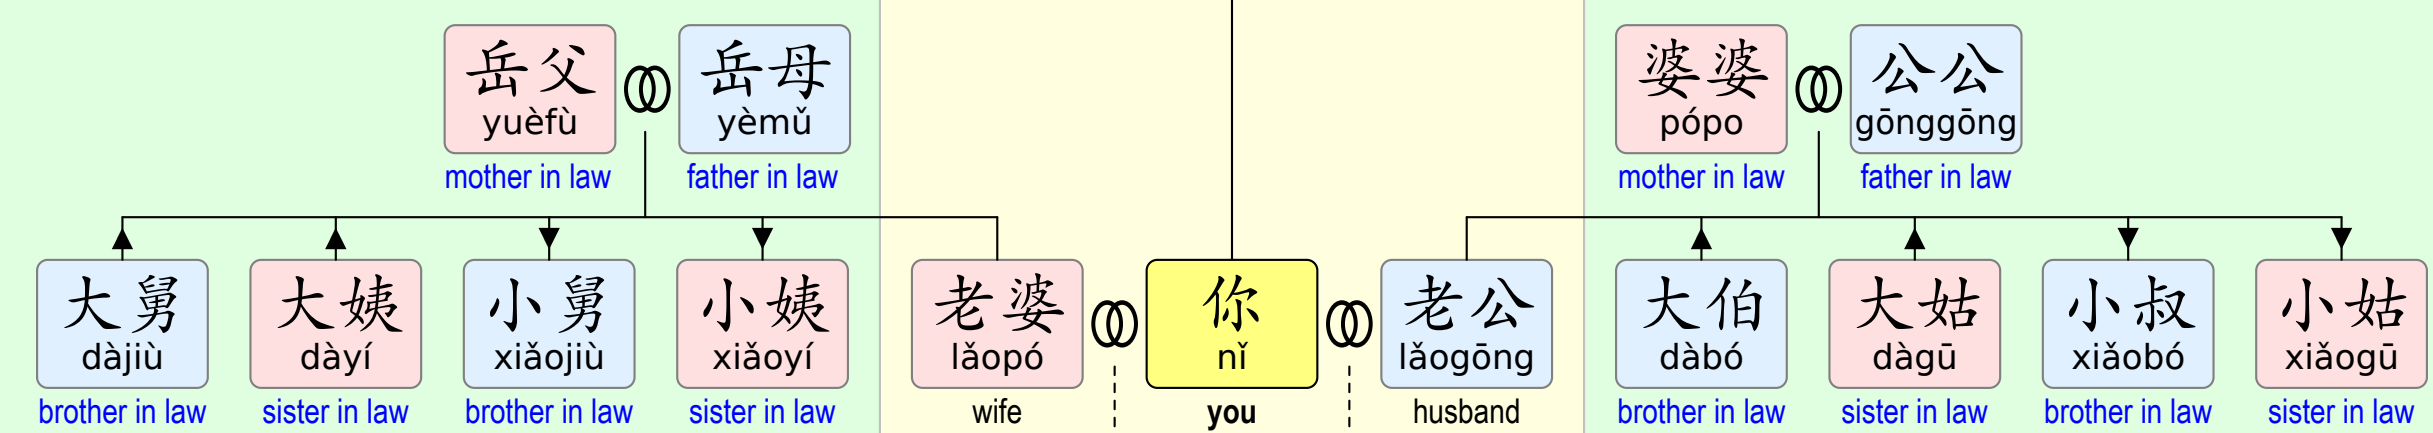 岳父 岳母 婆婆 公公
yuèfù yèmǔ pópo gōnggōng
mother in law father in law mother in law father in law
大舅 大姨 小舅 小姨 老婆 你 老公 大伯 大姑 小叔 小姑
dàjiù dàyí xiǎojiù xiǎoyí lǎopó nǐ lǎogōng dàbó dàgū xiǎobó xiǎogū
brother in law sister in law brother in law sister in law wife you husband brother in law sister in law brother in law sister in law